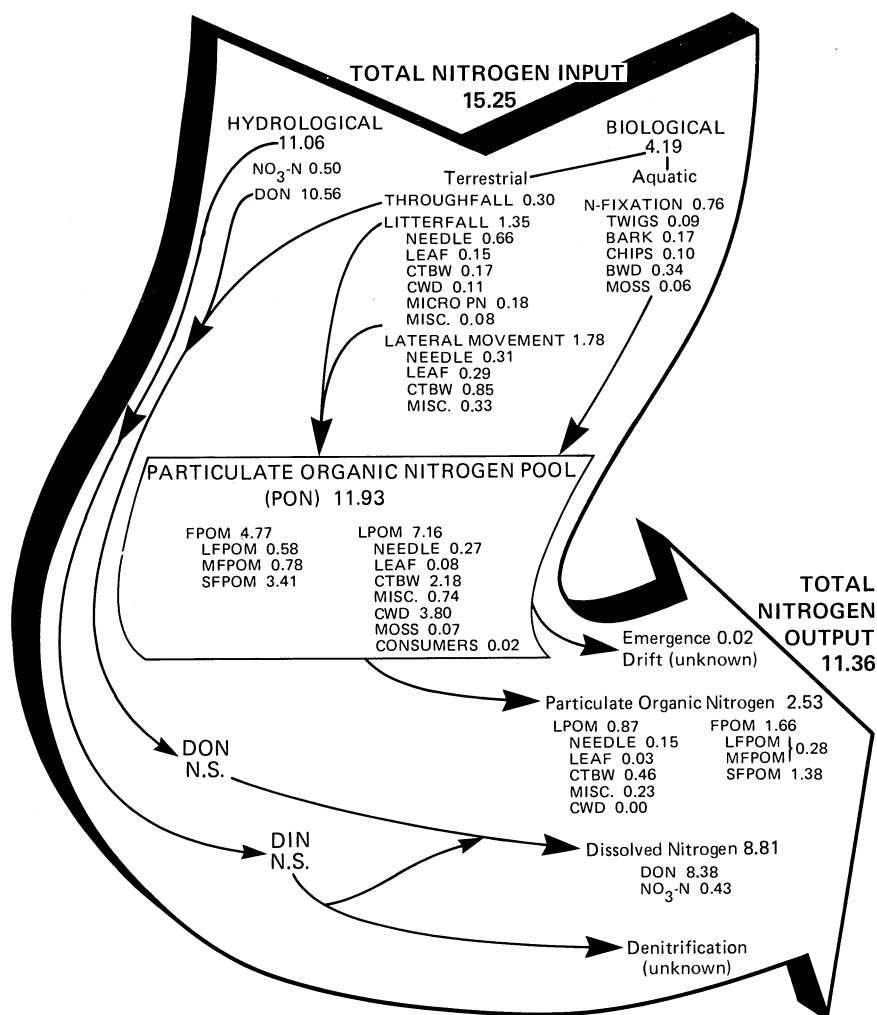 TOTAL NITROGEN INPUT
15.25
HYDROLOGICAL
11.06
NO3-N 0.50
DON 10.56
BIOLOGICAL
4.19
Terrestrial
Aquatic
THROUGHFALL 0.30
LITTERFALL 1.35
NEEDLE 0.66
LEAF 0.15
CTBW 0.17
CWD 0.11
MICRO PN 0.18
MISC. 0.08
LATERAL MOVEMENT 1.78
NEEDLE 0.31
LEAF 0.29
CTBW 0.85
MISC. 0.33
N-FIXATION 0.76
TWIGS 0.09
BARK 0.17
CHIPS 0.10
BWD 0.34
MOSS 0.06
PARTICULATE ORGANIC NITROGEN POOL
(PON) 11.93
FPOM 4.77
LFPOM 0.58
MFPOM 0.78
SFPOM 3.41
LPOM 7.16
NEEDLE 0.27
LEAF 0.08
CTBW 2.18
MISC. 0.74
CWD 3.80
MOSS 0.07
CONSUMERS 0.02
TOTAL
NITROGEN
OUTPUT
11.36
Emergence 0.02
Drift (unknown)
Particulate Organic Nitrogen 2.53
LPOM 0.87
NEEDLE 0.15
LEAF 0.03
CTBW 0.46
MISC. 0.23
CWD 0.00
FPOM 1.66
LFPOM
MFPOM } 0.28
SFPOM 1.38
DON
N.S.
DIN
N.S.
Dissolved Nitrogen 8.81
DON 8.38
NO3-N 0.43
Denitrification
(unknown)